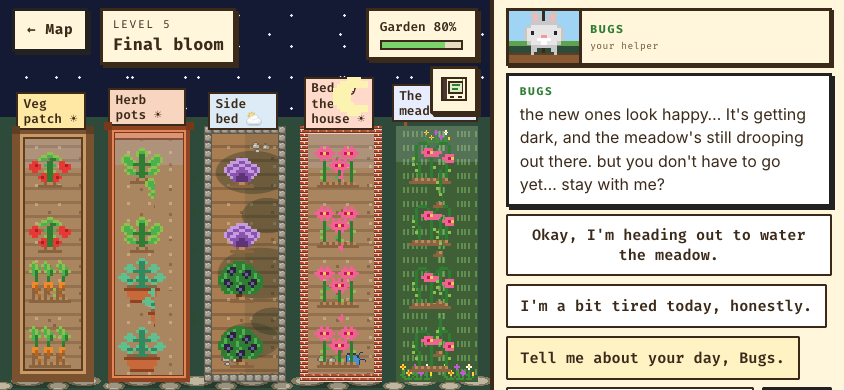 ← Map
LEVEL 5
Final bloom
Garden 80%
Veg
patch ☀
Herb
pots ☀
Side
bed ⛅
the
house ☀
The
BUGS
your helper
BUGS
the new ones look happy... It's getting
dark, and the meadow's still drooping
out there. but you don't have to go
yet... stay with me?
Okay, I'm heading out to water
the meadow.
I'm a bit tired today, honestly.
Tell me about your day, Bugs.